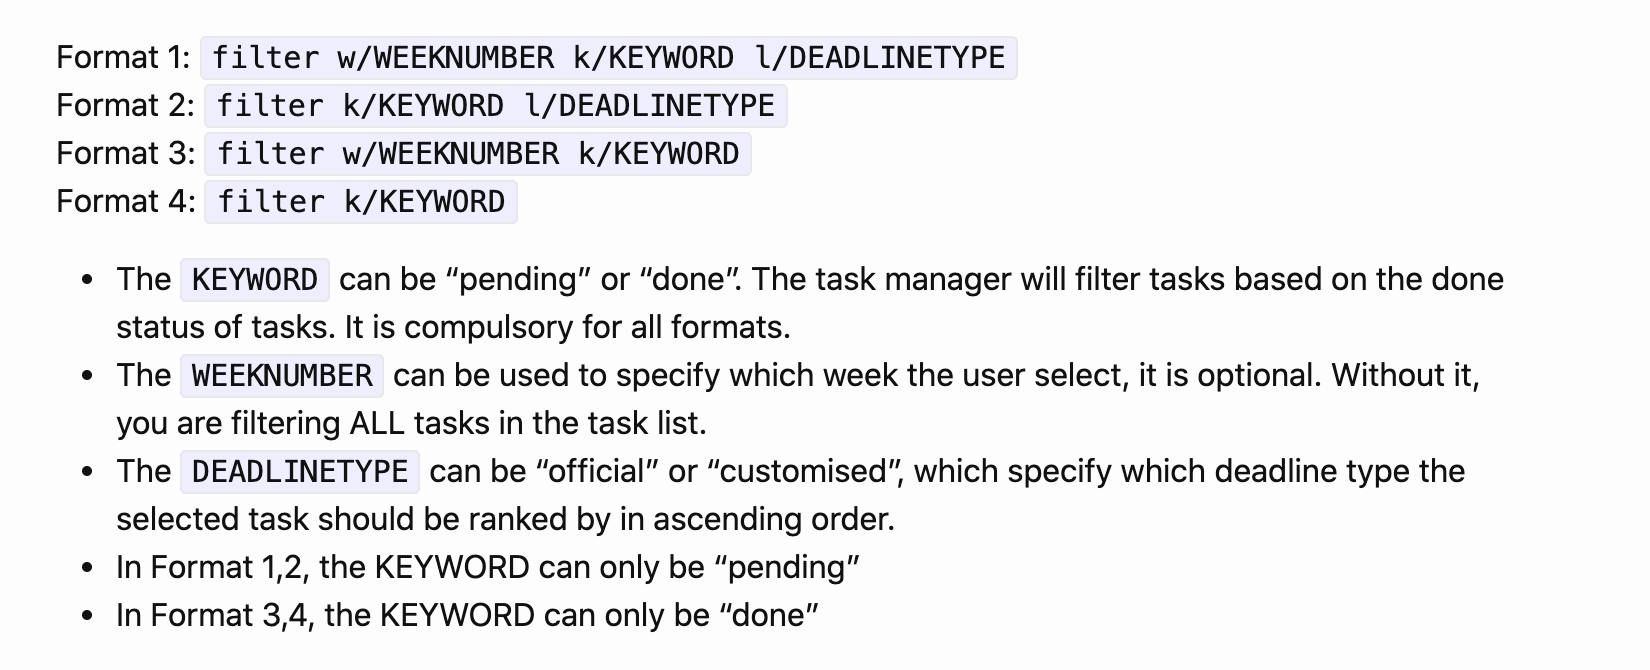 Format 1: filter w/WEEKNUMBER k/KEYWORD l/DEADLINETYPE
Format 2: filter k/KEYWORD l/DEADLINETYPE
Format 3: filter w/WEEKNUMBER k/KEYWORD
Format 4: filter k/KEYWORD
• The KEYWORD can be “pending” or “done”. The task manager will filter tasks based on the done
status of tasks. It is compulsory for all formats.
• The WEEKNUMBER can be used to specify which week the user select, it is optional. Without it,
you are filtering ALL tasks in the task list.
• The DEADLINETYPE can be “official” or “customised”, which specify which deadline type the
selected task should be ranked by in ascending order.
• In Format 1,2, the KEYWORD can only be “pending”
• In Format 3,4, the KEYWORD can only be “done”